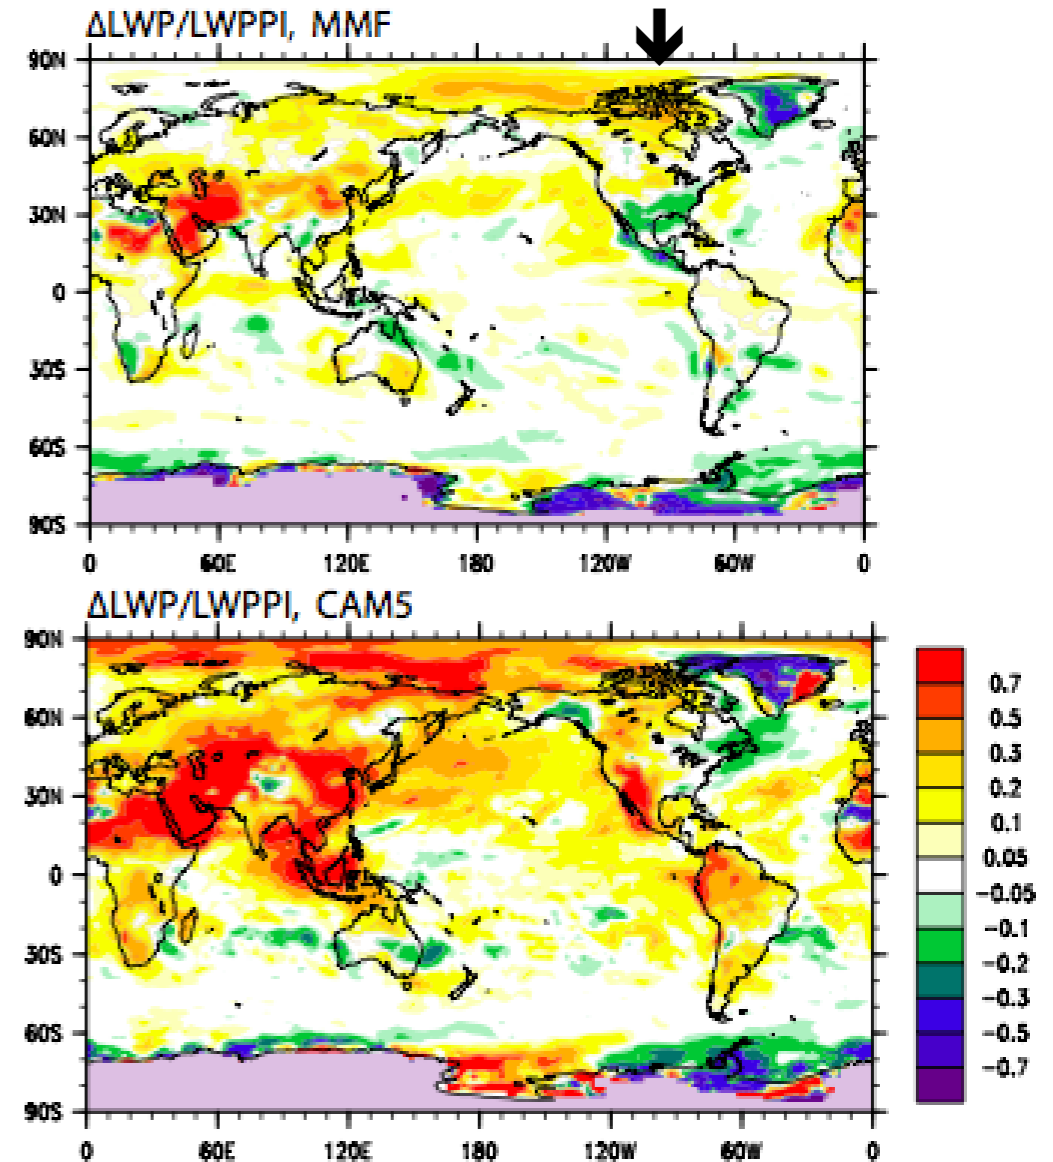 ΔLWP/LWPPI, MMF
90N
60N
30N
0
30S
60S
90S
0 60E 120E 180 120W 60W 0
ΔLWP/LWPPI, CAM5
90N
60N
30N
0
30S
60S
90S
0 60E 120E 180 120W 60W 0
0.7
0.5
0.3
0.2
0.1
0.05
-0.05
-0.1
-0.2
-0.3
-0.5
-0.7